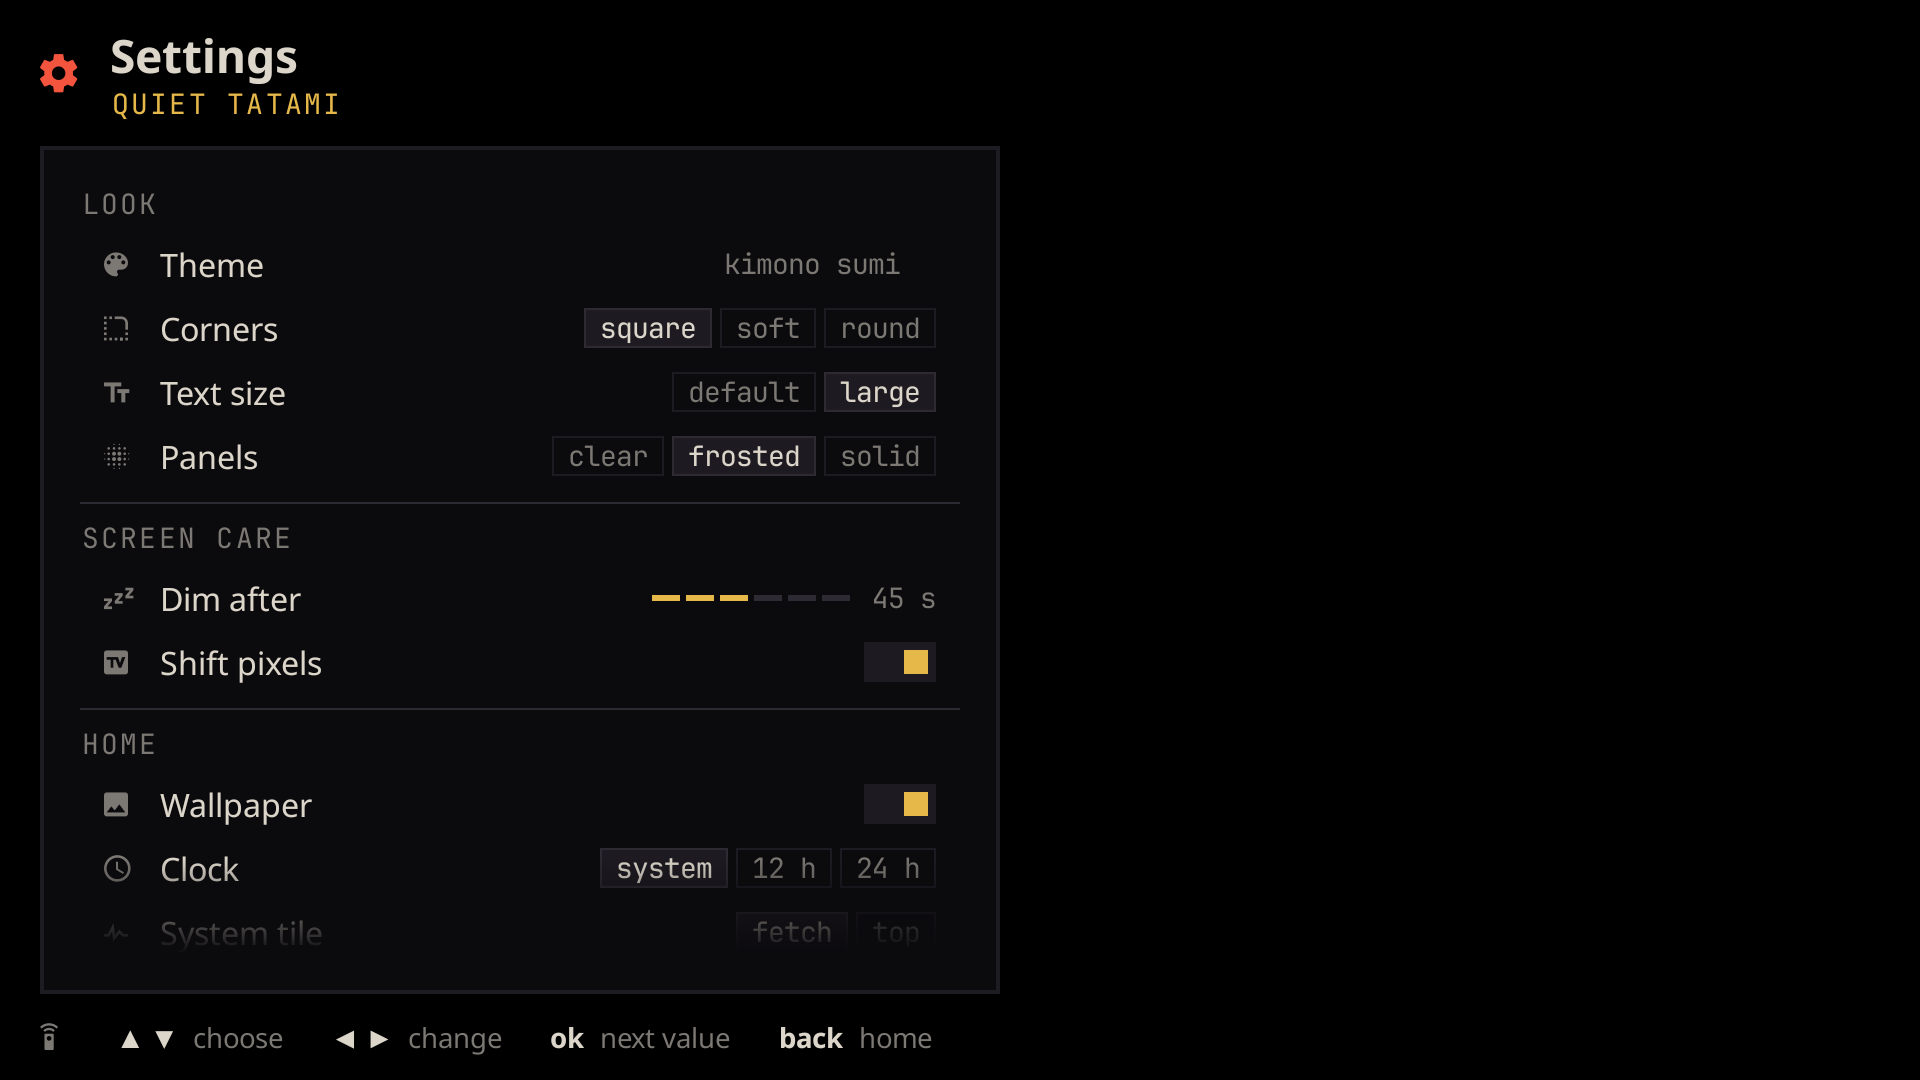 Settings
QUIET TATAMI
LOOK
Theme kimono sumi
Corners square soft round
Text size default large
Panels clear frosted solid
SCREEN CARE
Dim after 45 s
Shift pixels
HOME
Wallpaper
Clock system 12 h 24 h
System tile fetch top
▲ ▼ choose ◀ ▶ change ok next value back home